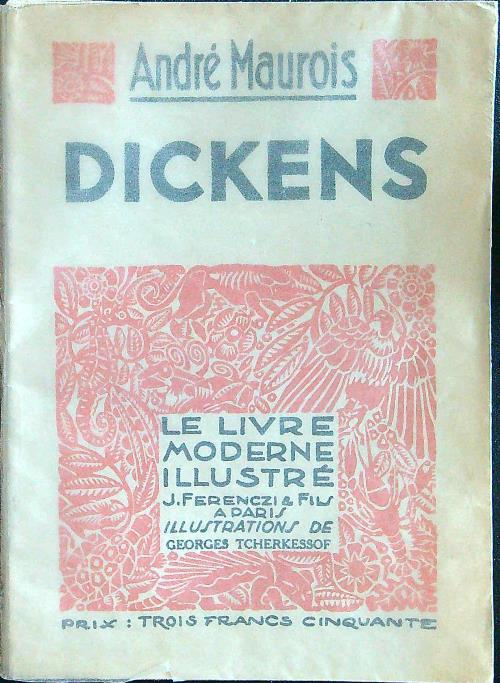 André Maurois
DICKENS
LE LIVRE
MODERNE
ILLUSTRÉ
J. FERENCZI & FILS
A PARIS
ILLUSTRATIONS DE
GEORGES TCHERKESSOF
PRIX : TROIS FRANCS CINQUANTE